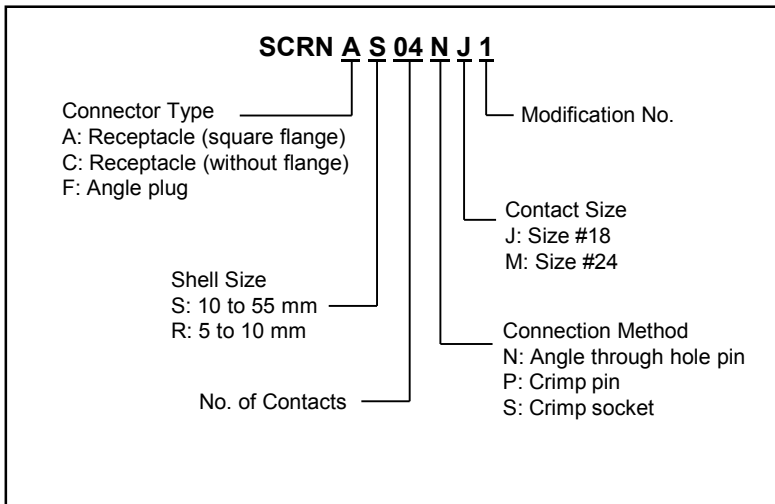 SCRN A S 04 N J 1
Connector Type
A: Receptacle (square flange)
C: Receptacle (without flange)
F: Angle plug
Modification No.
Contact Size
J: Size #18
M: Size #24
Shell Size
S: 10 to 55 mm
R: 5 to 10 mm
Connection Method
N: Angle through hole pin
P: Crimp pin
S: Crimp socket
No. of Contacts